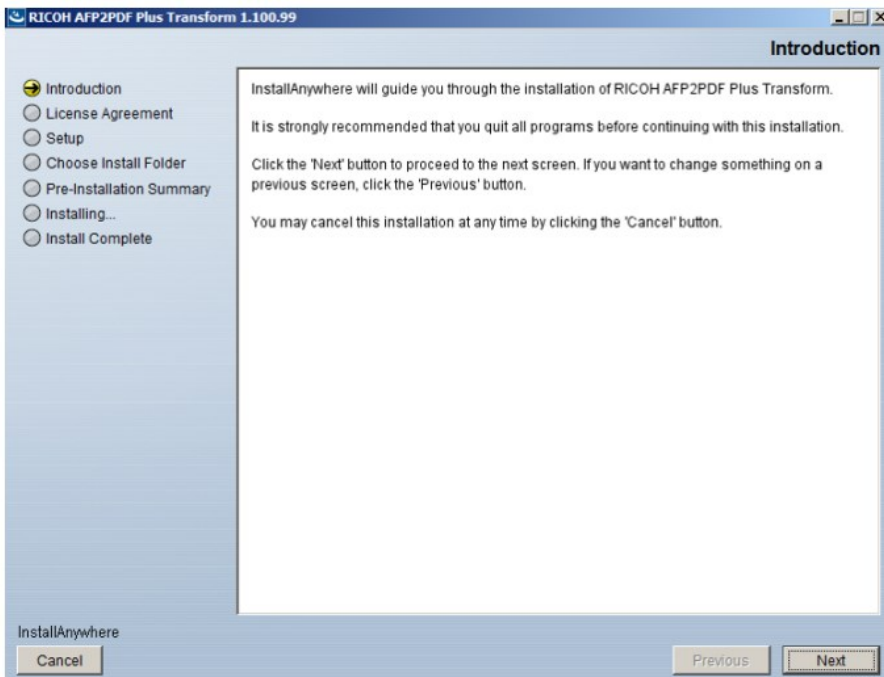 RICOH AFP2PDF Plus Transform 1.100.99
Introduction
Introduction
License Agreement
Setup
Choose Install Folder
Pre-Installation Summary
Installing...
Install Complete
InstallAnywhere will guide you through the installation of RICOH AFP2PDF Plus Transform.
It is strongly recommended that you quit all programs before continuing with this installation.
Click the 'Next' button to proceed to the next screen. If you want to change something on a
previous screen, click the 'Previous' button.
You may cancel this installation at any time by clicking the 'Cancel' button.
InstallAnywhere
Cancel
Previous
Next